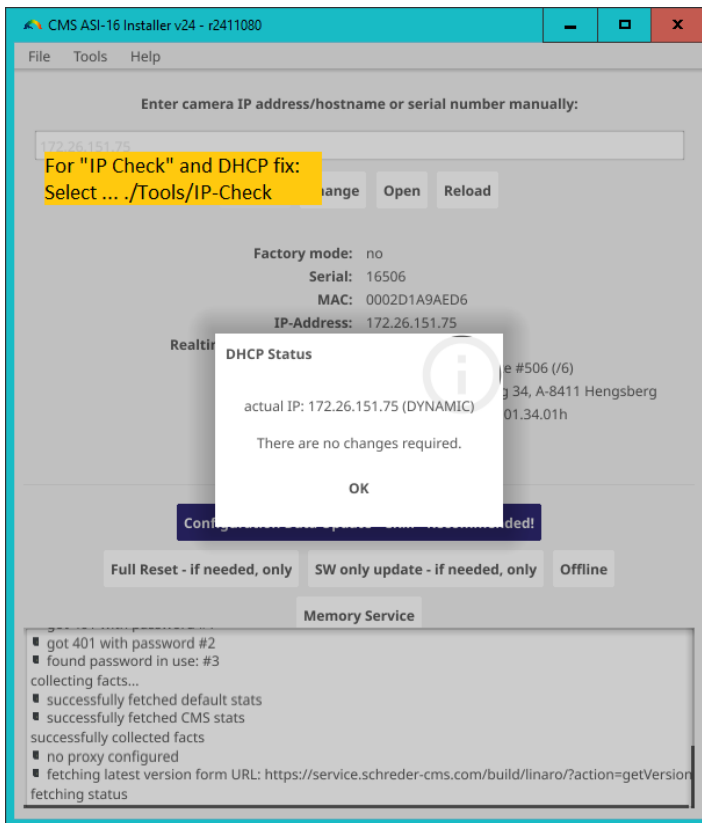 CMS ASI-16 Installer v24 - r2411080
File Tools Help
Enter camera IP address/hostname or serial number manually:
172.26.151.75
For "IP Check" and DHCP fix:
Select ... ./Tools/IP-Check
ange Open Reload
Factory mode: no
Serial: 16506
MAC: 0002D1A9AED6
IP-Address: 172.26.151.75
Realtin
e #506 (/6)
g 34, A-8411 Hengsberg
01.34.01h
DHCP Status
actual IP: 172.26.151.75 (DYNAMIC)
There are no changes required.
OK
Full Reset - if needed, only SW only update - if needed, only Offline
Memory Service
got 401 with password #2
found password in use: #3
collecting facts...
successfully fetched default stats
successfully fetched CMS stats
successfully collected facts
no proxy configured
fetching latest version form URL: https://service.schreder-cms.com/build/linaro/?action=getVersion
fetching status